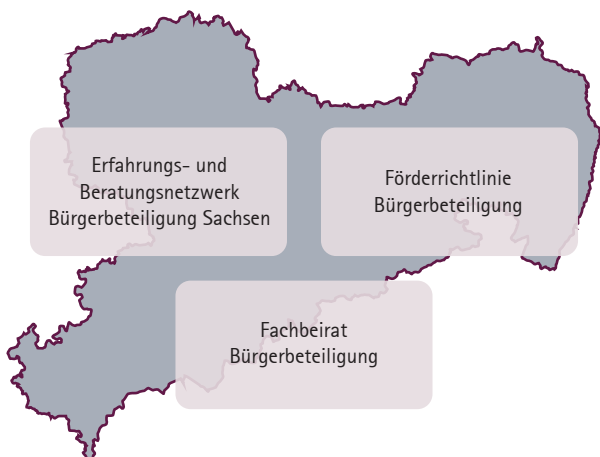 Erfahrungs- und
Beratungsnetzwerk
Bürgerbeteiligung Sachsen
Förderrichtlinie
Bürgerbeteiligung
Fachbeirat
Bürgerbeteiligung